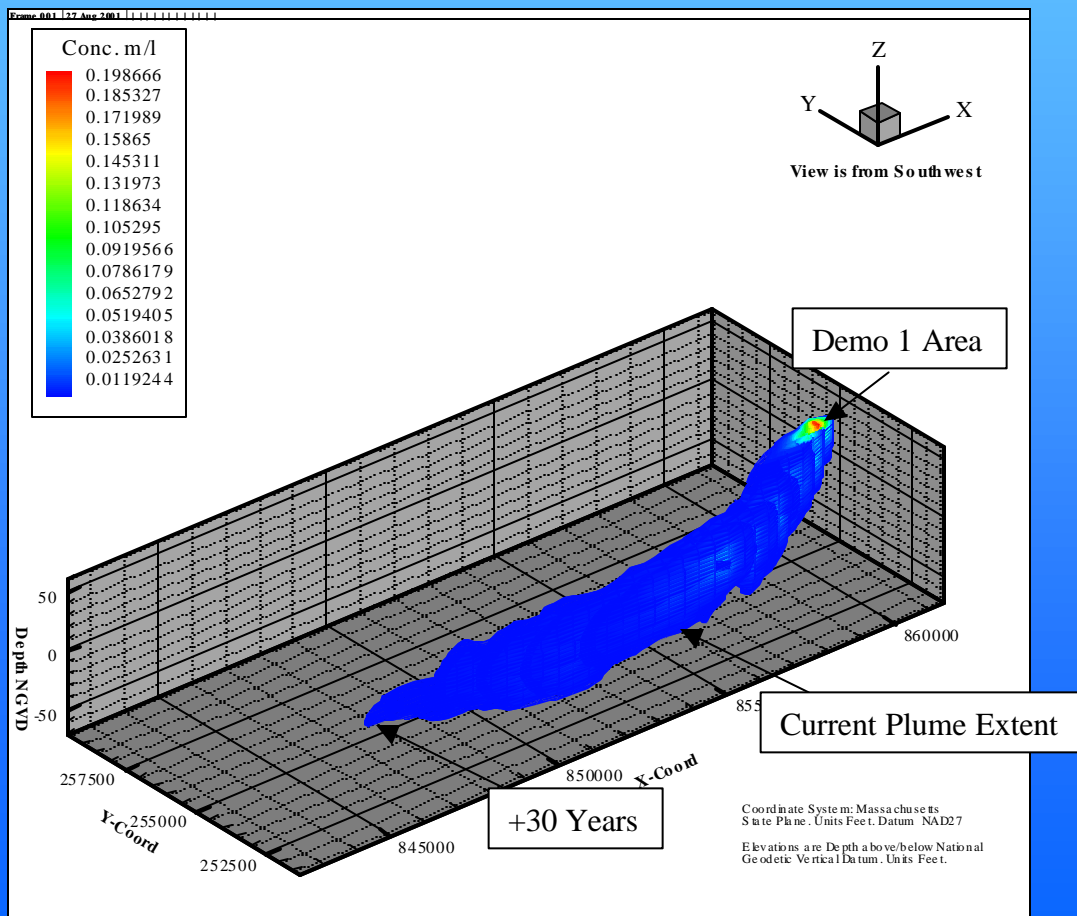 Frame 001 | 27 Aug 2001 | | | | | | | | | | |
Conc. m/l
0.198666
0.185327
0.171989
0.15865
0.145311
0.131973
0.118634
0.105295
0.0919566
0.0786179
0.0652792
0.0519405
0.0386018
0.0252631
0.0119244
Z
Y
X
View is from Southwest
Demo 1 Area
50
0
-50
Depth NGVD
860000
855
Current Plume Extent
850000
X-Coord
+30 Years
845000
257500
255000
252500
Y-Coord
Coordinate System: Massachusetts
State Plane. Units Feet. Datum NAD27
Elevations are Depth above/below National
Geodetic Vertical Datum. Units Feet.